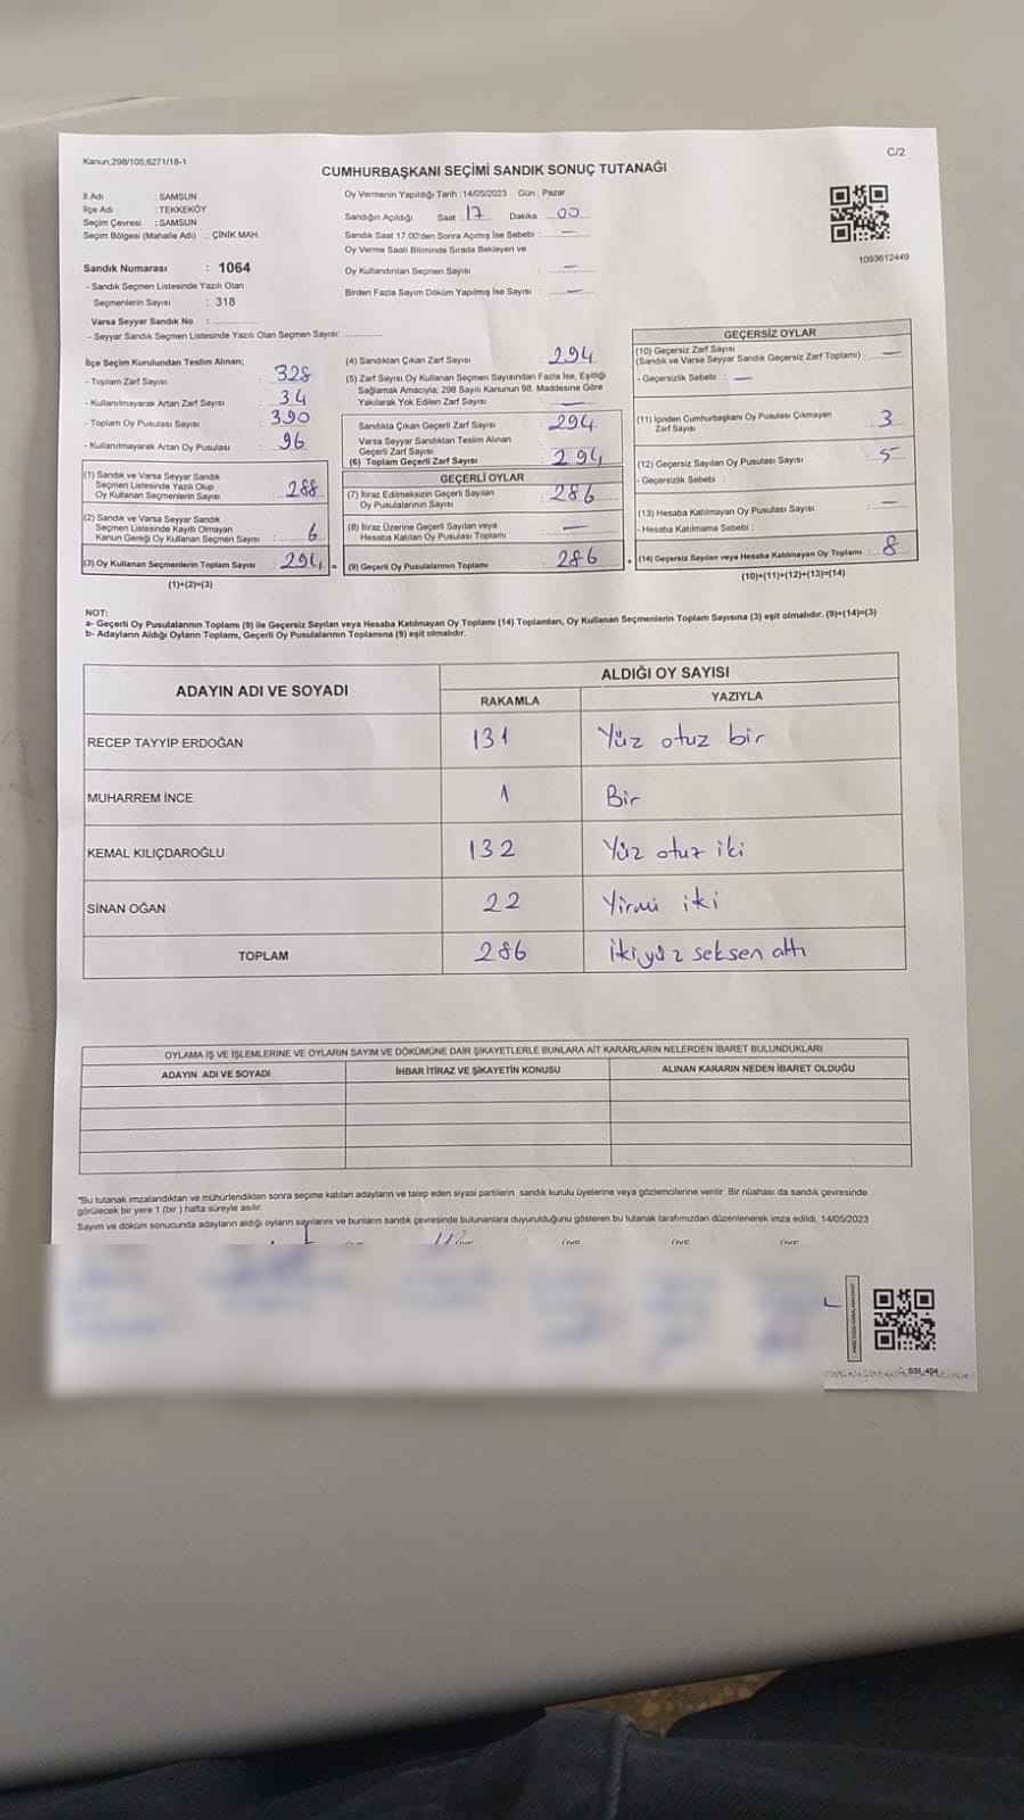 Kanun;298/105;6271/18-1
C/2
CUMHURBAŞKANI SEÇİMİ SANDIK SONUÇ TUTANAĞI
İl Adı : SAMSUN
İlçe Adı : TEKKEKÖY
Seçim Çevresi : SAMSUN
Seçim Bölgesi (Mahalle Adı) : ÇİNİK MAH.
Sandık Numarası : 1064
- Sandık Seçmen Listesinde Yazılı Olan
Seçmenlerin Sayısı : 318
Varsa Seyyar Sandık No :
- Seyyar Sandık Seçmen Listesinde Yazılı Olan Seçmen Sayısı:
Oy Vermenin Yapıldığı Tarih : 14/05/2023 Gün : Pazar
Sandığın Açıldığı Saat 17 Dakika 00
Sandık Saat 17.00'den Sonra Açılmış İse Sebebi : —
Oy Verme Saati Bitiminde Sırada Bekleyen ve
Oy Kullandırılan Seçmen Sayısı : —
Birden Fazla Sayım Döküm Yapılmış İse Sayısı : —
1093612449
İlçe Seçim Kurulundan Teslim Alınan;
- Toplam Zarf Sayısı : 328
- Kullanılmayarak Artan Zarf Sayısı : 34
- Toplam Oy Pusulası Sayısı : 390
- Kullanılmayarak Artan Oy Pusulası : 96
(1) Sandık ve Varsa Seyyar Sandık
Seçmen Listesinde Yazılı Olup
Oy Kullanan Seçmenlerin Sayısı : 288
(2) Sandık ve Varsa Seyyar Sandık
Seçmen Listesinde Kayıtlı Olmayan
Kanun Gereği Oy Kullanan Seçmen Sayısı : 6
(3) Oy Kullanan Seçmenlerin Toplam Sayısı : 294 =
(1)+(2)=(3)
(4) Sandıktan Çıkan Zarf Sayısı : 294
(5) Zarf Sayısı Oy Kullanan Seçmen Sayısından Fazla İse, Eşitliği
Sağlamak Amacıyla; 298 Sayılı Kanunun 98. Maddesine Göre
Yakılarak Yok Edilen Zarf Sayısı : —
Sandıkta Çıkan Geçerli Zarf Sayısı : 294
Varsa Seyyar Sandıktan Teslim Alınan
Geçerli Zarf Sayısı
(6) Toplam Geçerli Zarf Sayısı : 294
GEÇERLİ OYLAR
(7) İtiraz Edilmeksizin Geçerli Sayılan
Oy Pusulalarının Sayısı : 286
(8) İtiraz Üzerine Geçerli Sayılan veya
Hesaba Katılan Oy Pusulası Toplamı : —
(9) Geçerli Oy Pusulalarının Toplamı : 286 +
GEÇERSİZ OYLAR
(10) Geçersiz Zarf Sayısı
(Sandık ve Varsa Seyyar Sandık Geçersiz Zarf Toplamı) : —
- Geçersizlik Sebebi : —
(11) İçinden Cumhurbaşkanı Oy Pusulası Çıkmayan
Zarf Sayısı : 3
(12) Geçersiz Sayılan Oy Pusulası Sayısı : 5
- Geçersizlik Sebebi :
(13) Hesaba Katılmayan Oy Pusulası Sayısı : —
- Hesaba Katılmama Sebebi :
(14) Geçersiz Sayılan veya Hesaba Katılmayan Oy Toplamı : 8
(10)+(11)+(12)+(13)=(14)
NOT:
a- Geçerli Oy Pusulalarının Toplamı (9) ile Geçersiz Sayılan veya Hesaba Katılmayan Oy Toplamı (14) Toplamları, Oy Kullanan Seçmenlerin Toplam Sayısına (3) eşit olmalıdır. (9)+(14)=(3)
b- Adayların Aldığı Oyların Toplamı, Geçerli Oy Pusulalarının Toplamına (9) eşit olmalıdır.
ADAYIN ADI VE SOYADI
ALDIĞI OY SAYISI
RAKAMLA YAZIYLA
RECEP TAYYİP ERDOĞAN 131 Yüz otuz bir
MUHARREM İNCE 1 Bir
KEMAL KILIÇDAROĞLU 132 Yüz otuz iki
SİNAN OĞAN 22 Yirmi iki
TOPLAM 286 İkiyüz seksen altı
OYLAMA İŞ VE İŞLEMLERİNE VE OYLARIN SAYIM VE DÖKÜMÜNE DAİR ŞİKAYETLERLE BUNLARA AİT KARARLARIN NELERDEN İBARET BULUNDUKLARI
ADAYIN ADI VE SOYADI İHBAR İTİRAZ VE ŞİKAYETİN KONUSU ALINAN KARARIN NEDEN İBARET OLDUĞU
*Bu tutanak imzalandıktan ve mühürlendikten sonra seçime katılan adayların ve talep eden siyasi partilerin sandık kurulu üyelerine veya gözlemcilerine verilir. Bir nüshası da sandık çevresinde
görülecek bir yere 1 (bir) hafta süreyle asılır.
Sayım ve döküm sonucunda adayların aldığı oyların sayılarını ve bunların sandık çevresinde bulunanlara duyurulduğunu gösteren bu tutanak tarafımızdan düzenlenerek imza edildi. 14/05/2023